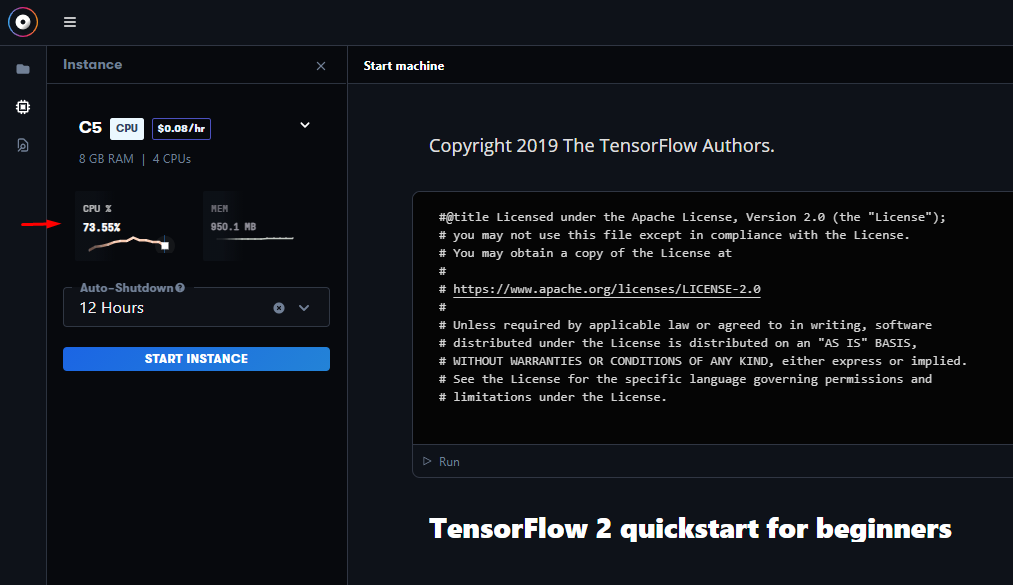 Instance
Start machine
C5 CPU $0.08/hr
8 GB RAM | 4 CPUs
CPU %
73.55%
MEM
950.1 MB
Auto-Shutdown
12 Hours
START INSTANCE
Copyright 2019 The TensorFlow Authors.
#@title Licensed under the Apache License, Version 2.0 (the "License");
# you may not use this file except in compliance with the License.
# You may obtain a copy of the License at
#
# https://www.apache.org/licenses/LICENSE-2.0
#
# Unless required by applicable law or agreed to in writing, software
# distributed under the License is distributed on an "AS IS" BASIS,
# WITHOUT WARRANTIES OR CONDITIONS OF ANY KIND, either express or implied.
# See the License for the specific language governing permissions and
# limitations under the License.
Run
TensorFlow 2 quickstart for beginners